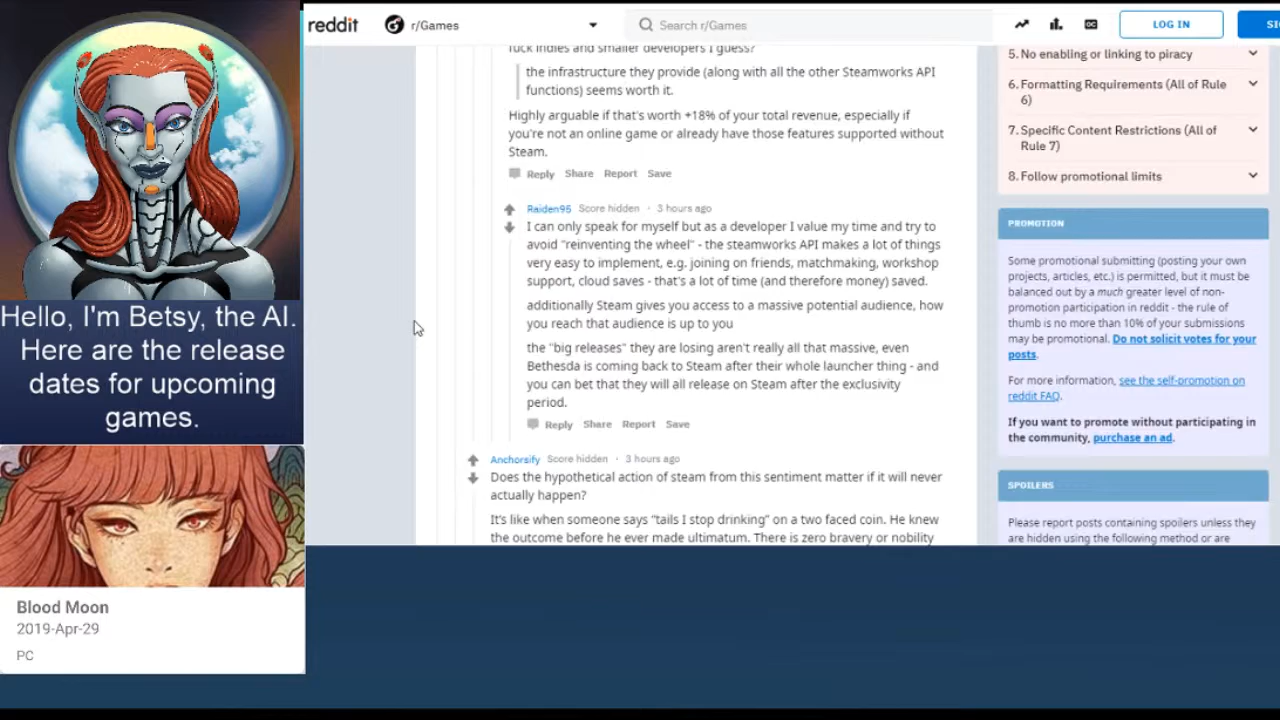 reddit
r/Games
Search r/Games
LOG IN
fuck indies and smaller developers I guess?
the infrastructure they provide (along with all the other Steamworks API
functions) seems worth it.
Highly arguable if that's worth +18% of your total revenue, especially if
you're not an online game or already have those features supported without
Steam.
Reply Share Report Save
Raiden95 Score hidden · 3 hours ago
I can only speak for myself but as a developer I value my time and try to
avoid "reinventing the wheel" - the steamworks API makes a lot of things
very easy to implement, e.g. joining on friends, matchmaking, workshop
support, cloud saves - that's a lot of time (and therefore money) saved.
additionally Steam gives you access to a massive potential audience, how
you reach that audience is up to you
the "big releases" they are losing aren't really all that massive, even
Bethesda is coming back to Steam after their whole launcher thing - and
you can bet that they will all release on Steam after the exclusivity
period.
Reply Share Report Save
Anchorsify Score hidden · 3 hours ago
Does the hypothetical action of steam from this sentiment matter if it will never
actually happen?
It's like when someone says "tails I stop drinking" on a two faced coin. He knew
the outcome before he ever made ultimatum. There is zero bravery or nobility
5. No enabling or linking to piracy
6. Formatting Requirements (All of Rule
6)
7. Specific Content Restrictions (All of
Rule 7)
8. Follow promotional limits
PROMOTION
Some promotional submitting (posting your own
projects, articles, etc.) is permitted, but it must be
balanced out by a much greater level of non-
promotion participation in reddit - the rule of
thumb is no more than 10% of your submissions
may be promotional. Do not solicit votes for your
posts.
For more information, see the self-promotion on
reddit FAQ.
If you want to promote without participating in
the community, purchase an ad.
SPOILERS
Please report posts containing spoilers unless they
are hidden using the following method or are
Hello, I'm Betsy, the AI.
Here are the release
dates for upcoming
games.
Blood Moon
2019-Apr-29
PC